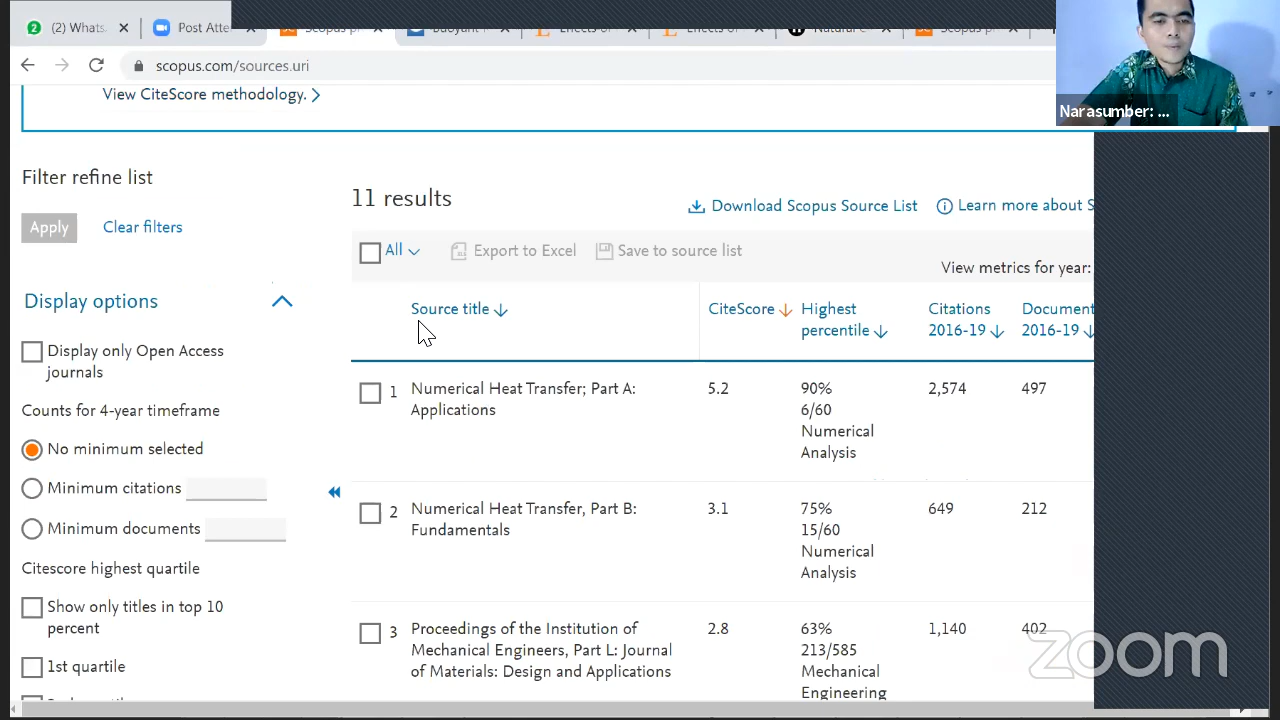 2
(2) Whats
Post Atte
Scopus p
Buoyant
Effects of
Effects of
Natural
Scopus p
scopus.com/sources.uri
View CiteScore methodology.
Narasumber: ...
Filter refine list
Apply
Clear filters
11 results
Download Scopus Source List
Learn more about S
All
Export to Excel
Save to source list
View metrics for year:
Display options
Display only Open Access
journals
Counts for 4-year timeframe
No minimum selected
Minimum citations
Minimum documents
Citescore highest quartile
Show only titles in top 10
percent
1st quartile
Source title
CiteScore
Highest
percentile
Citations
2016-19
Document
2016-19
1
Numerical Heat Transfer; Part A:
Applications
5.2
90%
6/60
Numerical
Analysis
2,574
497
2
Numerical Heat Transfer, Part B:
Fundamentals
3.1
75%
15/60
Numerical
Analysis
649
212
3
Proceedings of the Institution of
Mechanical Engineers, Part L: Journal
of Materials: Design and Applications
2.8
63%
213/585
Mechanical
Engineering
1,140
402
zoom